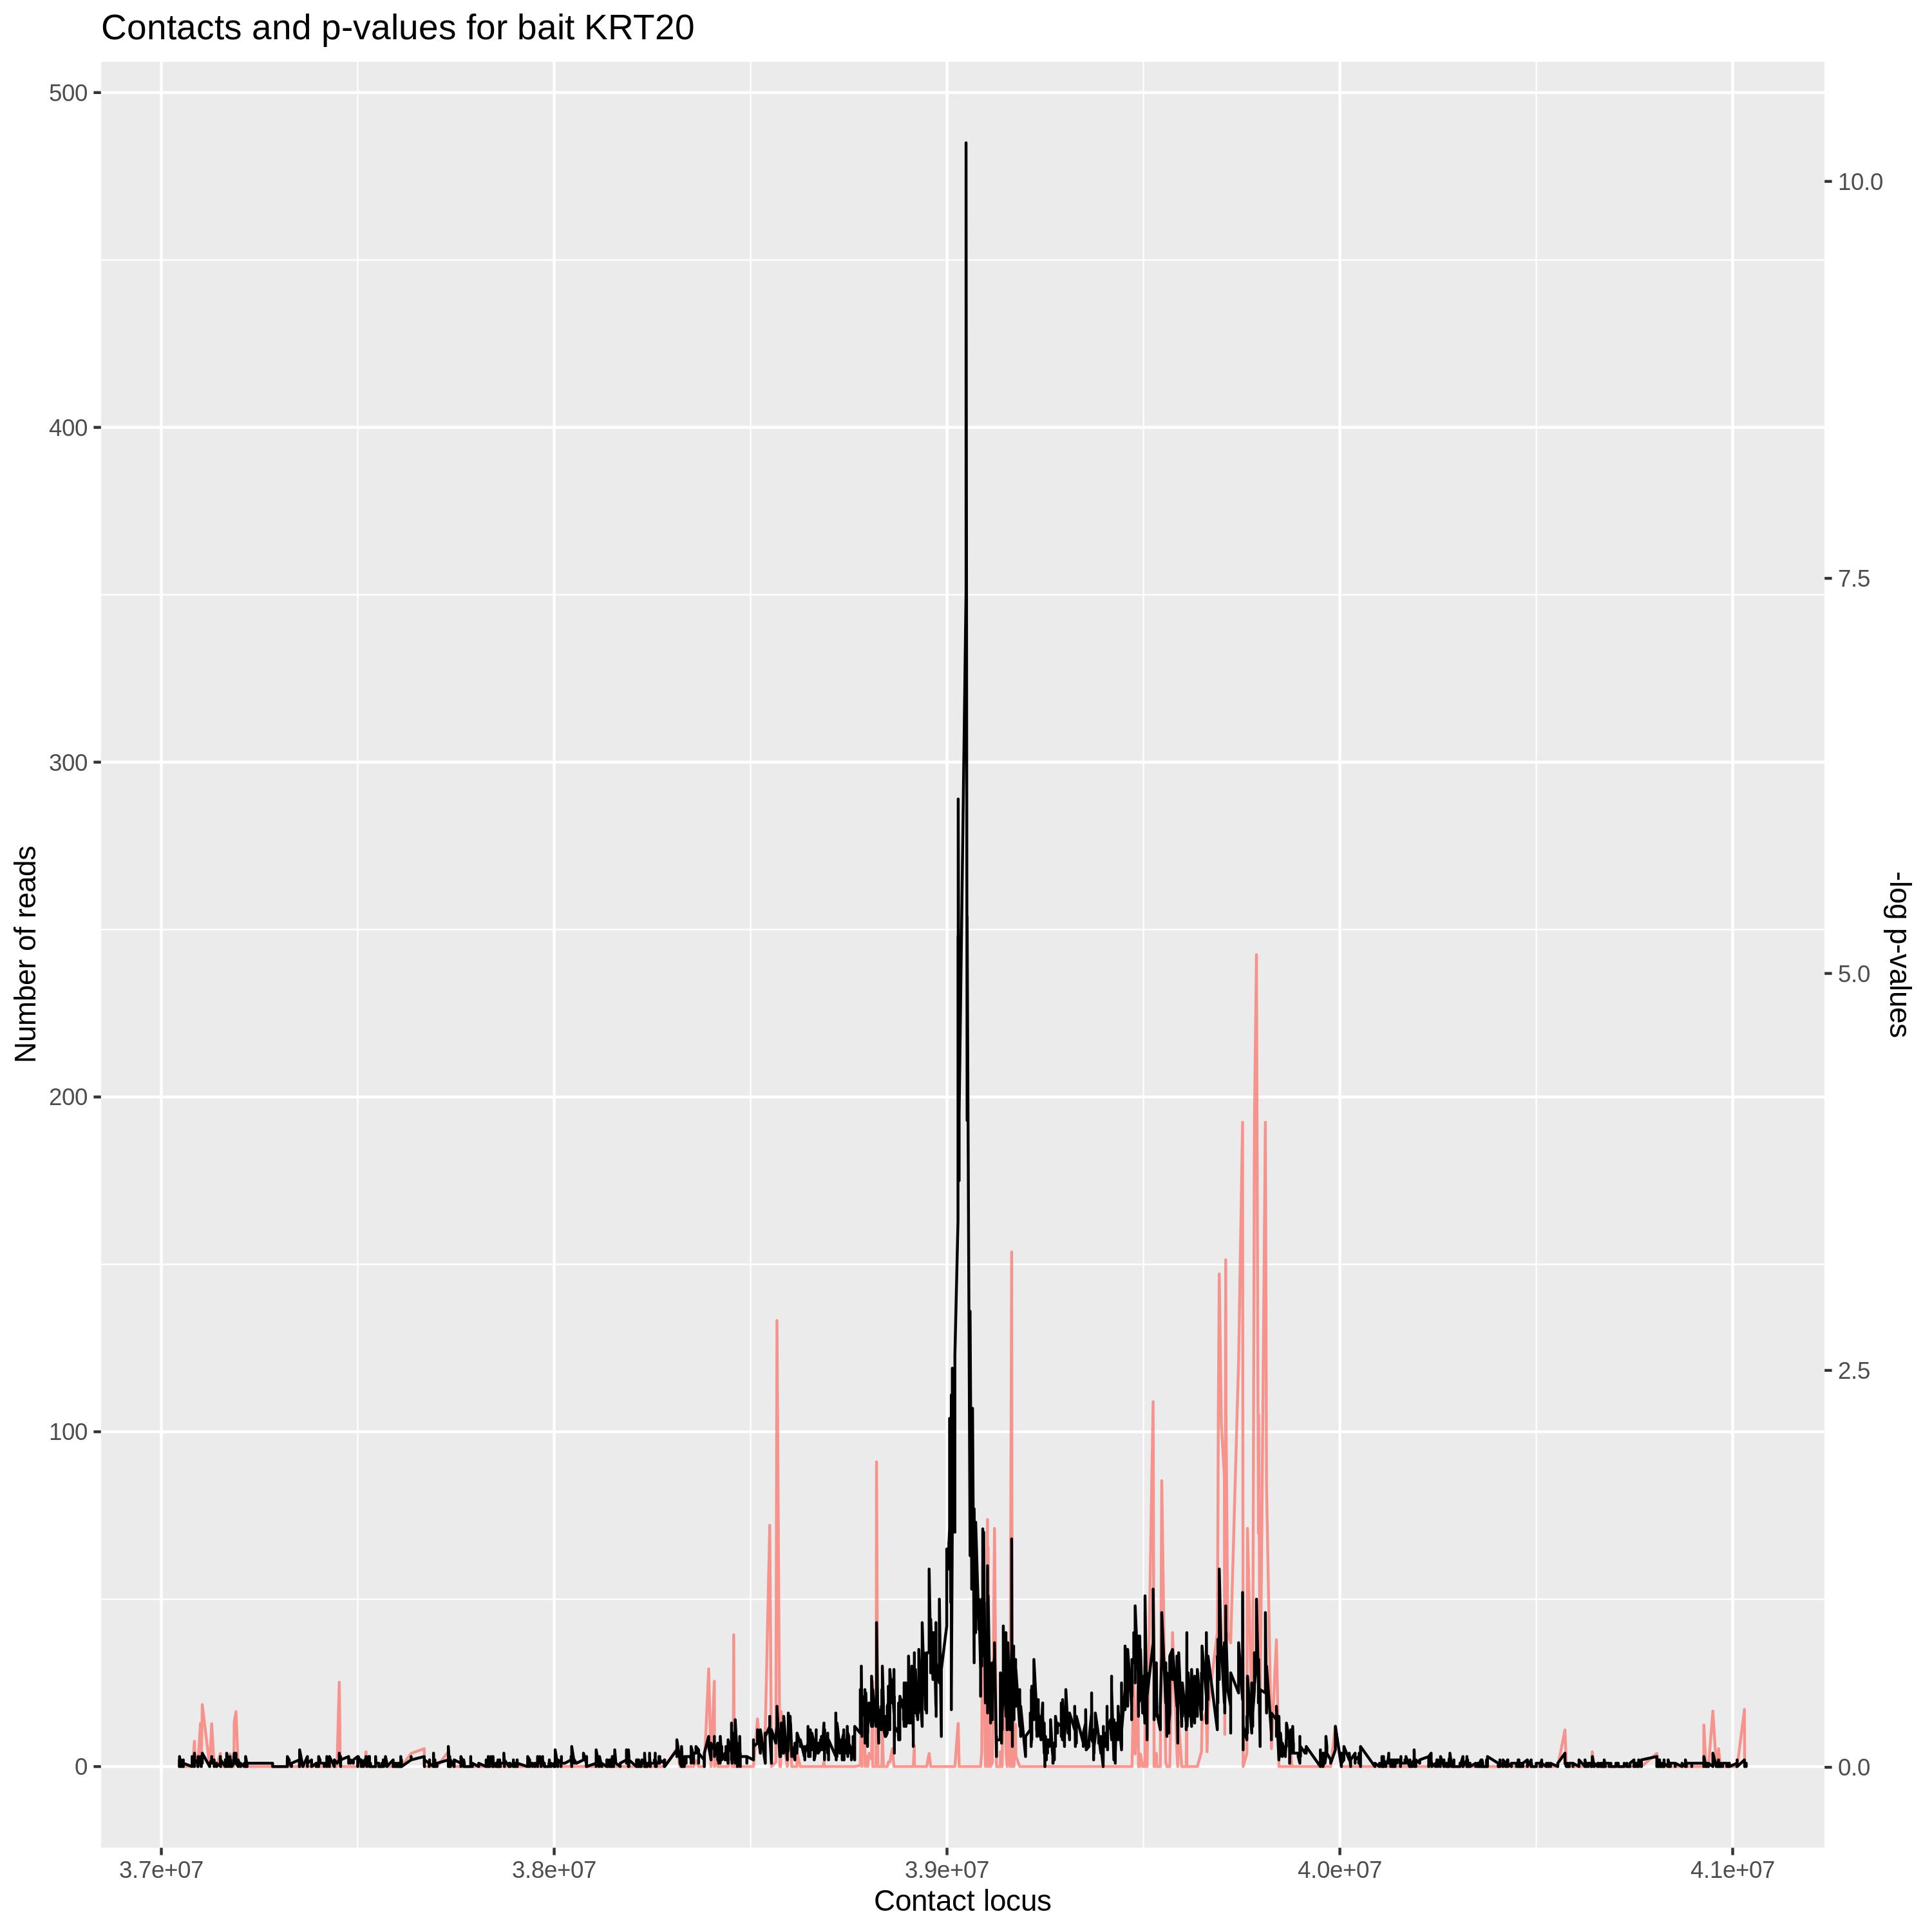 Contacts and p-values for bait KRT20
500
400
300
200
100
0
Number of reads
10.0
7.5
5.0
2.5
0.0
-log p-values
3.7e+07
3.8e+07
3.9e+07
4.0e+07
4.1e+07
Contact locus